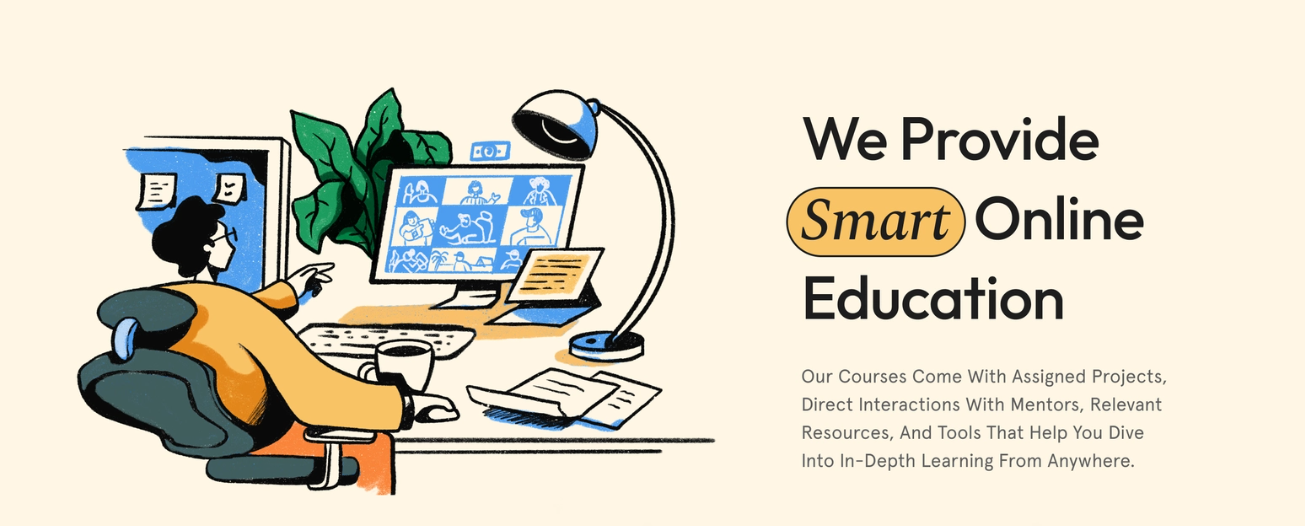 We Provide
Smart Online
Education
Our Courses Come With Assigned Projects,
Direct Interactions With Mentors, Relevant
Resources, And Tools That Help You Dive
Into In-Depth Learning From Anywhere.